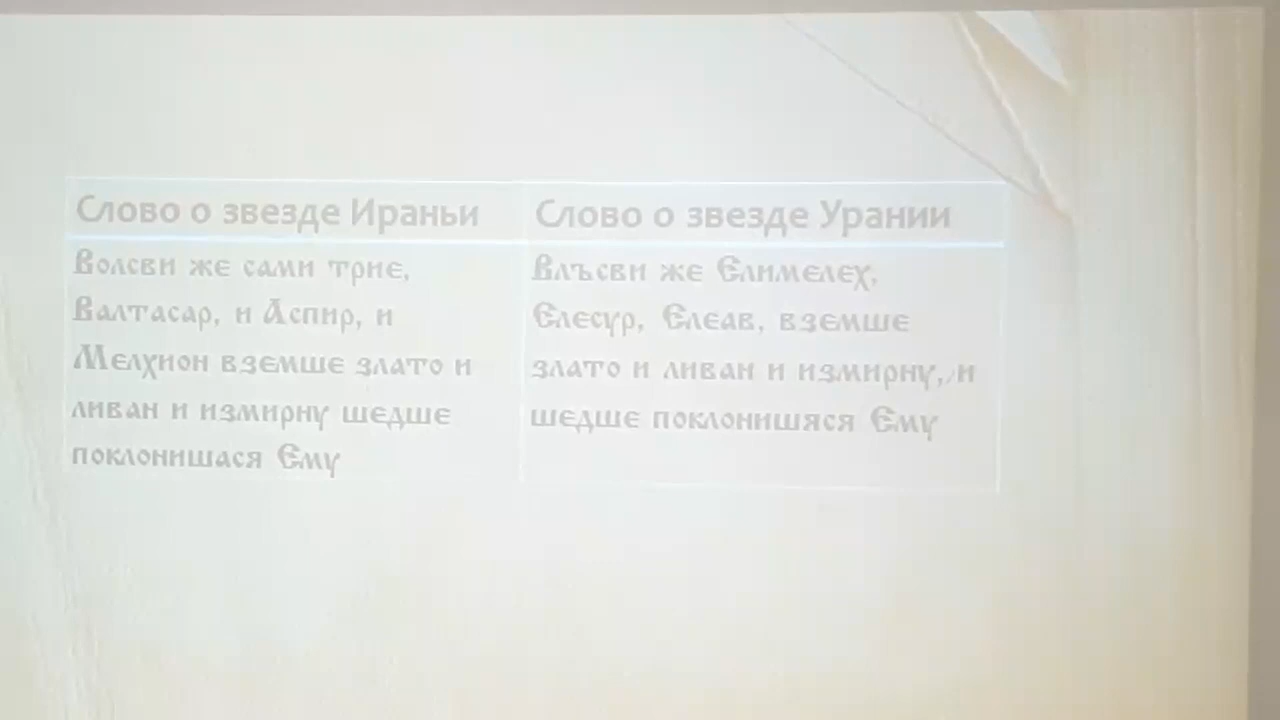 Слово о звезде Ираньи
Волсви же сами трие,
Валтасар, и Аспир, и
Мелхион вземше злато и
ливан и измирну шедше
поклонишася Ему
Слово о звезде Урании
Влъсви же Елимелех,
Елесур, Елеав, вземше
злато и ливан и измирну, и
шедше поклонишяся Ему